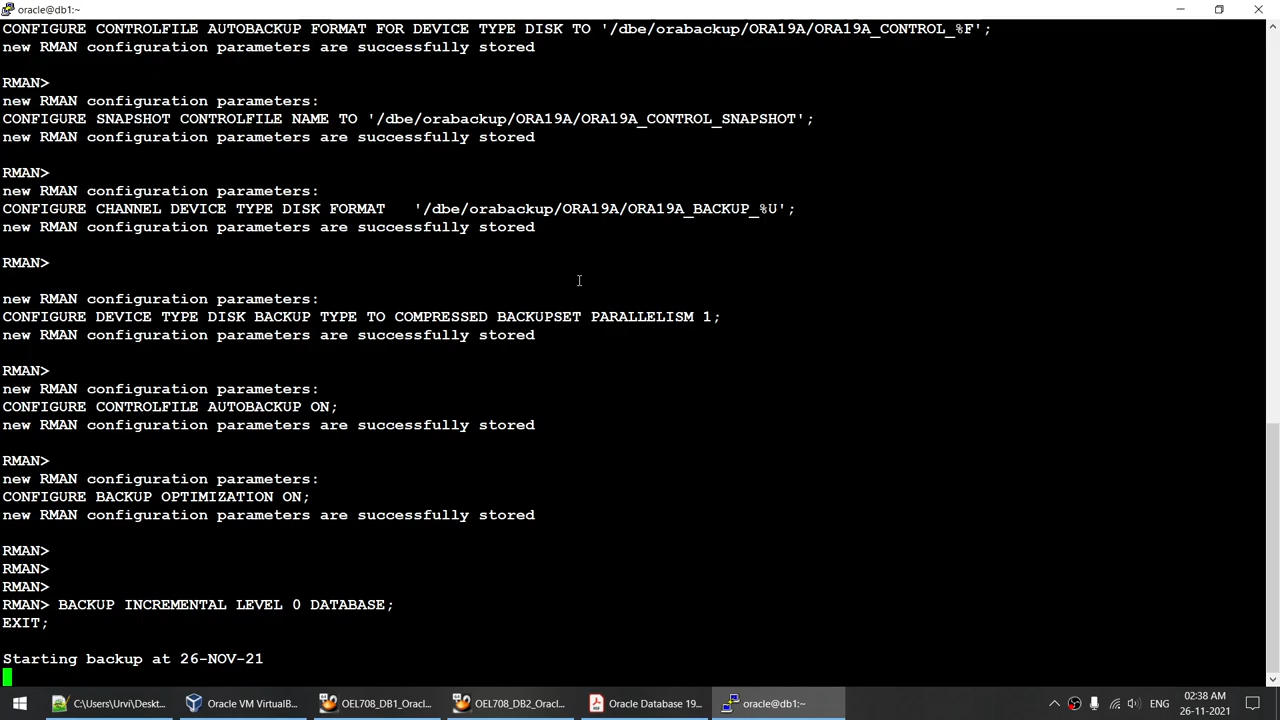 oracle@db1:~
CONFIGURE CONTROLFILE AUTOBACKUP FORMAT FOR DEVICE TYPE DISK TO '/dbe/orabackup/ORA19A/ORA19A_CONTROL_%F';
new RMAN configuration parameters are successfully stored
RMAN>
new RMAN configuration parameters:
CONFIGURE SNAPSHOT CONTROLFILE NAME TO '/dbe/orabackup/ORA19A/ORA19A_CONTROL_SNAPSHOT';
new RMAN configuration parameters are successfully stored
RMAN>
new RMAN configuration parameters:
CONFIGURE CHANNEL DEVICE TYPE DISK FORMAT   '/dbe/orabackup/ORA19A/ORA19A_BACKUP_%U';
new RMAN configuration parameters are successfully stored
RMAN>
new RMAN configuration parameters:
CONFIGURE DEVICE TYPE DISK BACKUP TYPE TO COMPRESSED BACKUPSET PARALLELISM 1;
new RMAN configuration parameters are successfully stored
RMAN>
new RMAN configuration parameters:
CONFIGURE CONTROLFILE AUTOBACKUP ON;
new RMAN configuration parameters are successfully stored
RMAN>
new RMAN configuration parameters:
CONFIGURE BACKUP OPTIMIZATION ON;
new RMAN configuration parameters are successfully stored
RMAN>
RMAN>
RMAN>
RMAN> BACKUP INCREMENTAL LEVEL 0 DATABASE;
EXIT;
Starting backup at 26-NOV-21
C:\Users\Urvi\Deskt... Oracle VM VirtualB... OEL708_DB1_Oracl... OEL708_DB2_Oracl... Oracle Database 19... oracle@db1:~ ENG 02:38 AM
26-11-2021